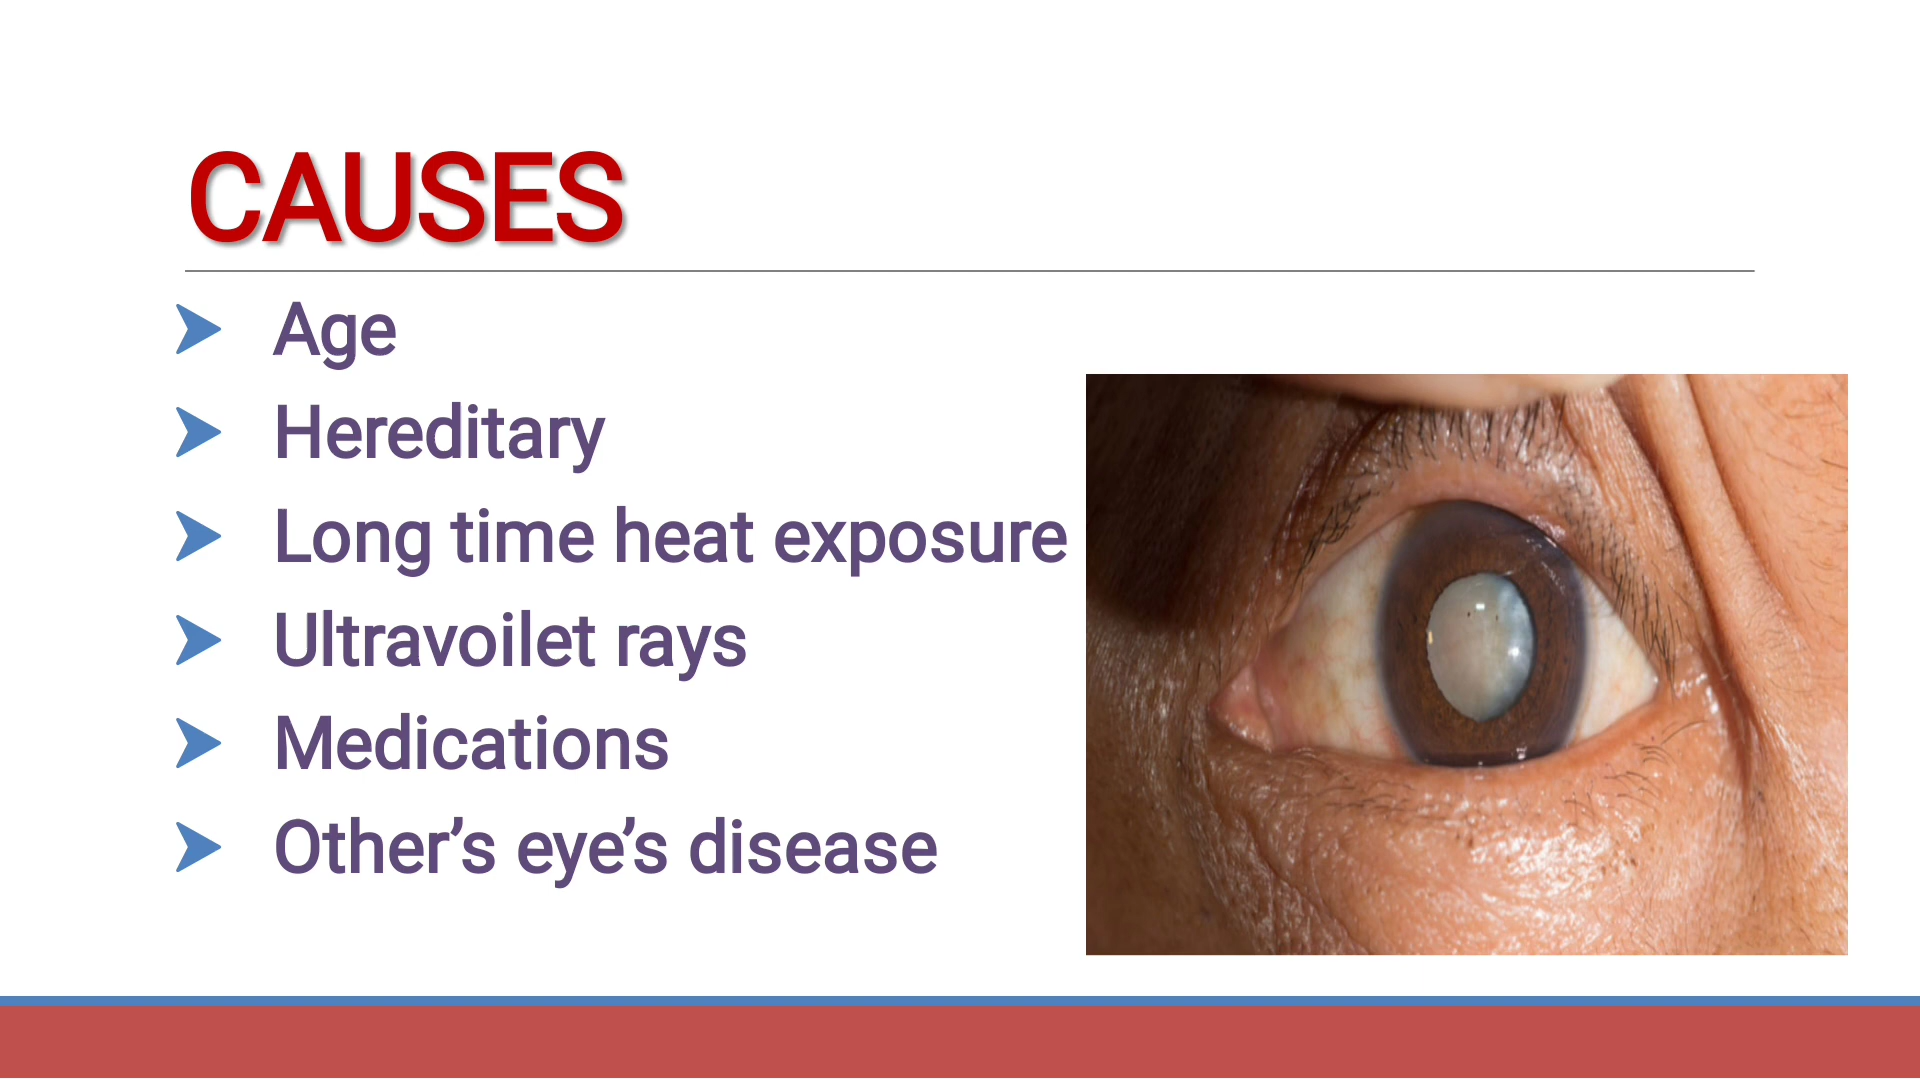 CAUSES
Age
Hereditary
Long time heat exposure
Ultravoilet rays
Medications
Other’s eye’s disease